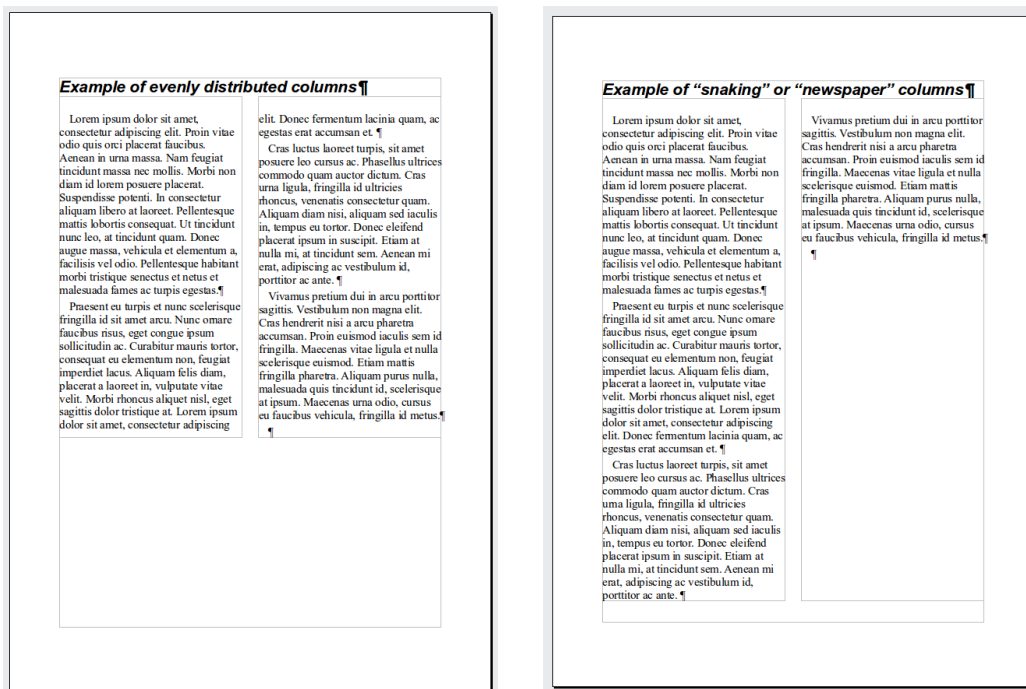 Example of evenly distributed columns¶
Lorem ipsum dolor sit amet,
consectetur adipiscing elit. Proin vitae
odio quis orci placerat faucibus.
Aenean in urna massa. Nam feugiat
tincidunt massa nec mollis. Morbi non
diam id lorem posuere placerat.
Suspendisse potenti. In consectetur
aliquam libero at laoreet. Pellentesque
mattis lobortis consequat. Ut tincidunt
nunc leo, at tincidunt quam. Donec
augue massa, vehicula et elementum a,
facilisis vel odio. Pellentesque habitant
morbi tristique senectus et netus et
malesuada fames ac turpis egestas.¶
Praesent eu turpis et nunc scelerisque
fringilla id sit amet arcu. Nunc ornare
faucibus risus, eget congue ipsum
sollicitudin ac. Curabitur mauris tortor,
consequat eu elementum non, feugiat
imperdiet lacus. Aliquam felis diam,
placerat a laoreet in, vulputate vitae
velit. Morbi rhoncus aliquet nisl, eget
sagittis dolor tristique at. Lorem ipsum
dolor sit amet, consectetur adipiscing
elit. Donec fermentum lacinia quam, ac
egestas erat accumsan et. ¶
Cras luctus laoreet turpis, sit amet
posuere leo cursus ac. Phasellus ultrices
commodo quam auctor dictum. Cras
urna ligula, fringilla id ultricies
rhoncus, venenatis consectetur quam.
Aliquam diam nisi, aliquam sed iaculis
in, tempus eu tortor. Donec eleifend
placerat ipsum in suscipit. Etiam at
nulla mi, at tincidunt sem. Aenean mi
erat, adipiscing ac vestibulum id,
porttitor ac ante. ¶
Vivamus pretium dui in arcu porttitor
sagittis. Vestibulum non magna elit.
Cras hendrerit nisi a arcu pharetra
accumsan. Proin euismod iaculis sem id
fringilla. Maecenas vitae ligula et nulla
scelerisque euismod. Etiam mattis
fringilla pharetra. Aliquam purus nulla,
malesuada quis tincidunt id, scelerisque
at ipsum. Maecenas urna odio, cursus
eu faucibus vehicula, fringilla id metus.¶
¶
Example of “snaking” or “newspaper” columns¶
Lorem ipsum dolor sit amet,
consectetur adipiscing elit. Proin vitae
odio quis orci placerat faucibus.
Aenean in urna massa. Nam feugiat
tincidunt massa nec mollis. Morbi non
diam id lorem posuere placerat.
Suspendisse potenti. In consectetur
aliquam libero at laoreet. Pellentesque
mattis lobortis consequat. Ut tincidunt
nunc leo, at tincidunt quam. Donec
augue massa, vehicula et elementum a,
facilisis vel odio. Pellentesque habitant
morbi tristique senectus et netus et
malesuada fames ac turpis egestas.¶
Praesent eu turpis et nunc scelerisque
fringilla id sit amet arcu. Nunc ornare
faucibus risus, eget congue ipsum
sollicitudin ac. Curabitur mauris tortor,
consequat eu elementum non, feugiat
imperdiet lacus. Aliquam felis diam,
placerat a laoreet in, vulputate vitae
velit. Morbi rhoncus aliquet nisl, eget
sagittis dolor tristique at. Lorem ipsum
dolor sit amet, consectetur adipiscing
elit. Donec fermentum lacinia quam, ac
egestas erat accumsan et. ¶
Cras luctus laoreet turpis, sit amet
posuere leo cursus ac. Phasellus ultrices
commodo quam auctor dictum. Cras
urna ligula, fringilla id ultricies
rhoncus, venenatis consectetur quam.
Aliquam diam nisi, aliquam sed iaculis
in, tempus eu tortor. Donec eleifend
placerat ipsum in suscipit. Etiam at
nulla mi, at tincidunt sem. Aenean mi
erat, adipiscing ac vestibulum id,
porttitor ac ante. ¶
Vivamus pretium dui in arcu porttitor
sagittis. Vestibulum non magna elit.
Cras hendrerit nisi a arcu pharetra
accumsan. Proin euismod iaculis sem id
fringilla. Maecenas vitae ligula et nulla
scelerisque euismod. Etiam mattis
fringilla pharetra. Aliquam purus nulla,
malesuada quis tincidunt id, scelerisque
at ipsum. Maecenas urna odio, cursus
eu faucibus vehicula, fringilla id metus.¶
¶